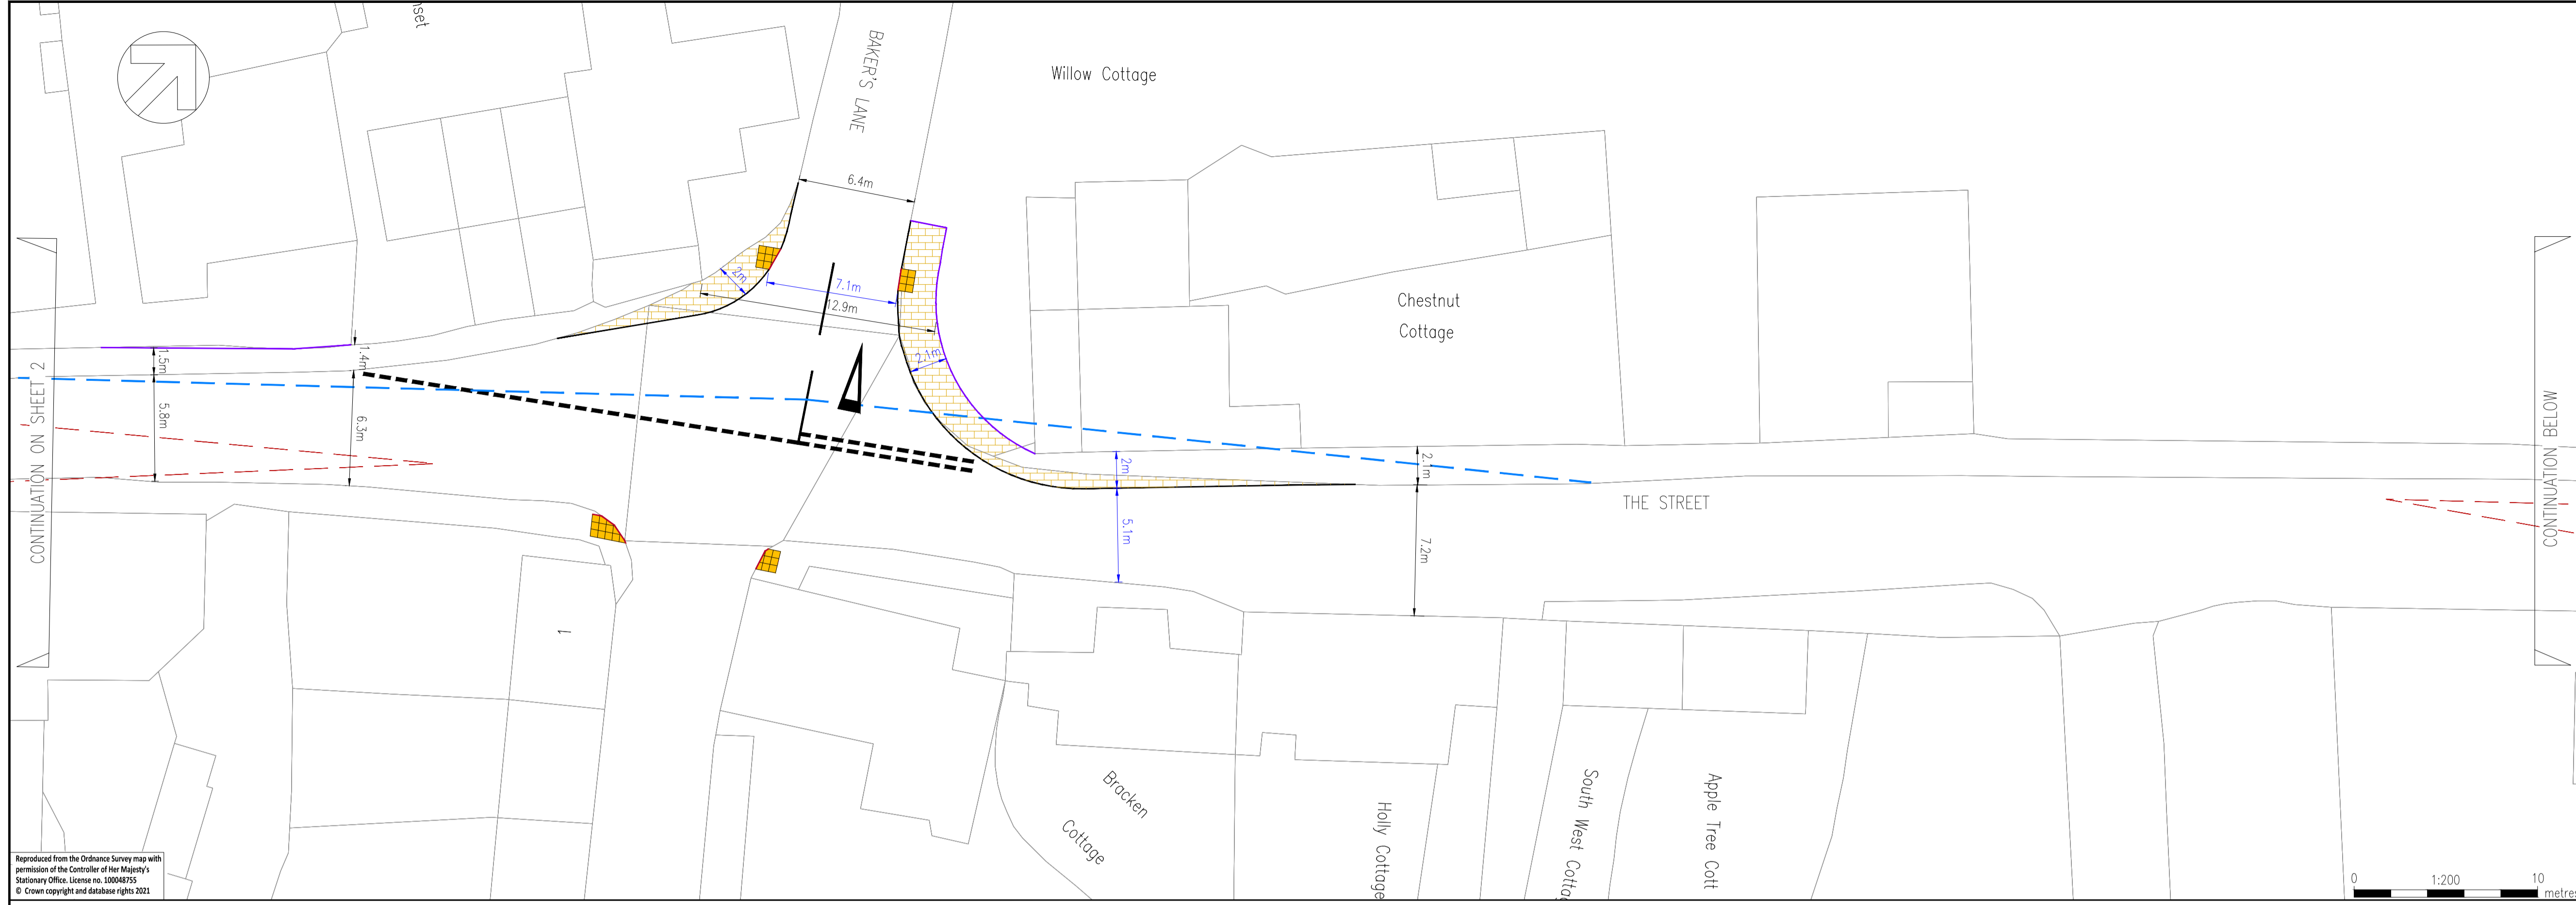 BAKER'S LANE
Willow Cottage
6.4m
2m
7.1m
12.9m
Chestnut
Cottage
2.1m
1.5m
1.4m
5.8m
6.3m
2m
2.1m
5.1m
7.2m
THE STREET
CONTINUATION ON SHEET 2
CONTINUATION BELOW
1
Bracken
Cottage
Holly Cottage
South West
Apple Tree Cott
Reproduced from the Ordnance Survey map with
permission of the Controller of Her Majesty's
Stationary Office. License no. 100048755
© Crown copyright and database rights 2021
0 1:200 10
metres